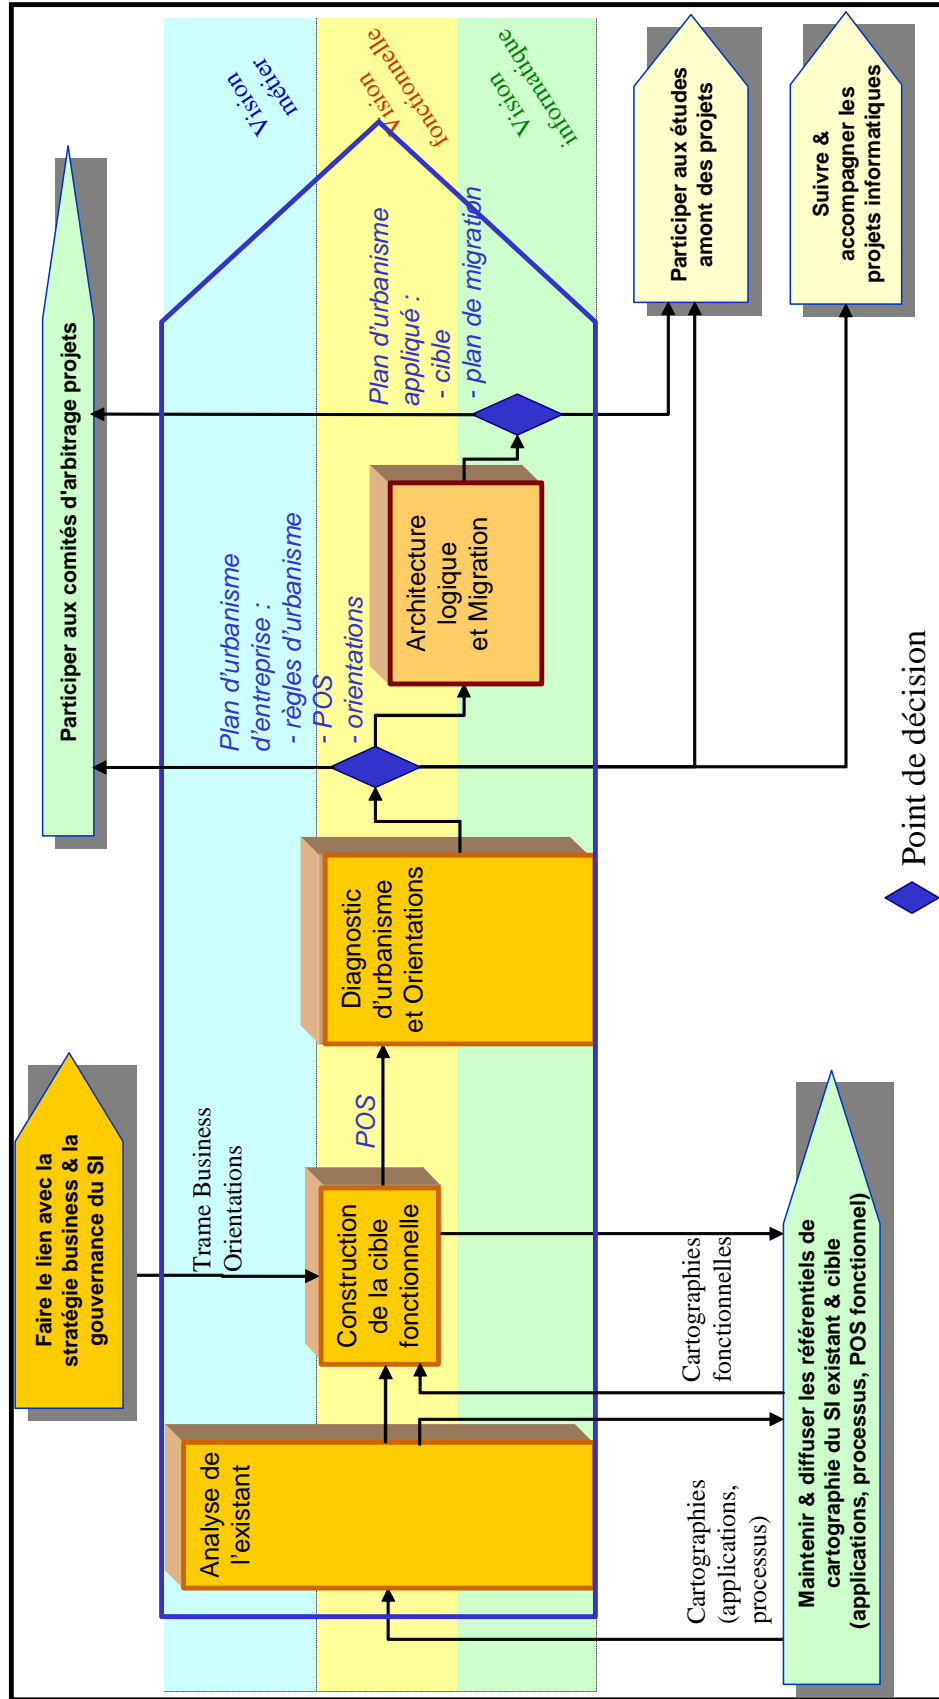 Faire le lien avec la
stratégie business & la
gouvernance du SI
Participer aux comités d'arbitrage projets
Trame Business
Orientations
Vision
métier
Vision
fonctionnelle
Vision
informatique
Analyse de
l'existant
Construction
de la cible
fonctionnelle
POS
Diagnostic
d'urbanisme
et Orientations
Plan d'urbanisme
d'entreprise :
- règles d'urbanisme
- POS
- orientations
Architecture
logique
et Migration
Plan d'urbanisme
appliqué :
- cible
- plan de migration
Cartographies
(applications,
processus)
Cartographies
fonctionnelles
Maintenir & diffuser les référentiels de
cartographie du SI existant & cible
(applications, processus, POS fonctionnel)
Participer aux études
amont des projets
Suivre &
accompagner les
projets informatiques
Point de décision